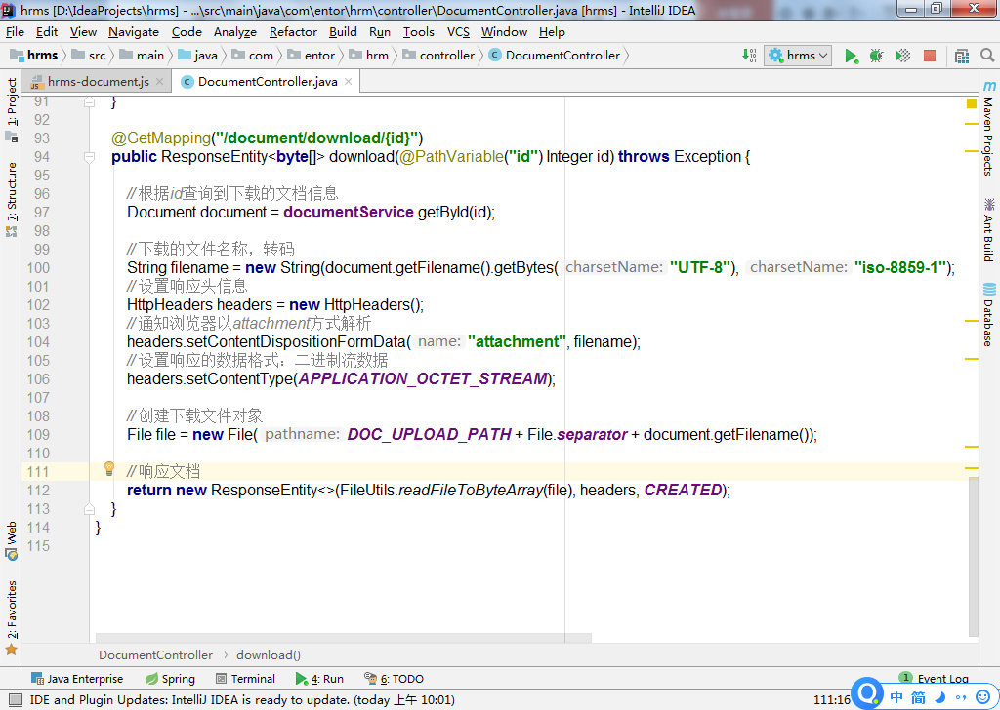 hrms [D:\IdeaProjects\hrms] - ...\src\main\java\com\entor\hrm\controller\DocumentController.java [hrms] - IntelliJ IDEA
File Edit View Navigate Code Analyze Refactor Build Run Tools VCS Window Help
hrms src main java com entor hrm controller DocumentController hrms
hrms-document.js DocumentController.java
1: Project
7: Structure
Web
2: Favorites
Maven Projects
Ant Build
Database
91 }
92
93 @GetMapping("/document/download/{id}")
94 public ResponseEntity<byte[]> download(@PathVariable("id") Integer id) throws Exception {
95
96 //根据id查询到下载的文档信息
97 Document document = documentService.getById(id);
98
99 //下载的文件名称，转码
100 String filename = new String(document.getFilename().getBytes( charsetName: "UTF-8"), charsetName: "iso-8859-1");
101 //设置响应头信息
102 HttpHeaders headers = new HttpHeaders();
103 //通知浏览器以attachment方式解析
104 headers.setContentDispositionFormData( name: "attachment", filename);
105 //设置响应的数据格式：二进制流数据
106 headers.setContentType(APPLICATION_OCTET_STREAM);
107
108 //创建下载文件对象
109 File file = new File( pathname: DOC_UPLOAD_PATH + File.separator + document.getFilename());
110
111 //响应文档
112 return new ResponseEntity<>(FileUtils.readFileToByteArray(file), headers, CREATED);
113 }
114 }
115
DocumentController › download()
Java Enterprise Spring Terminal 4: Run 6: TODO 1 Event Log
IDE and Plugin Updates: IntelliJ IDEA is ready to update. (today 上午 10:01) 111:16 中 简